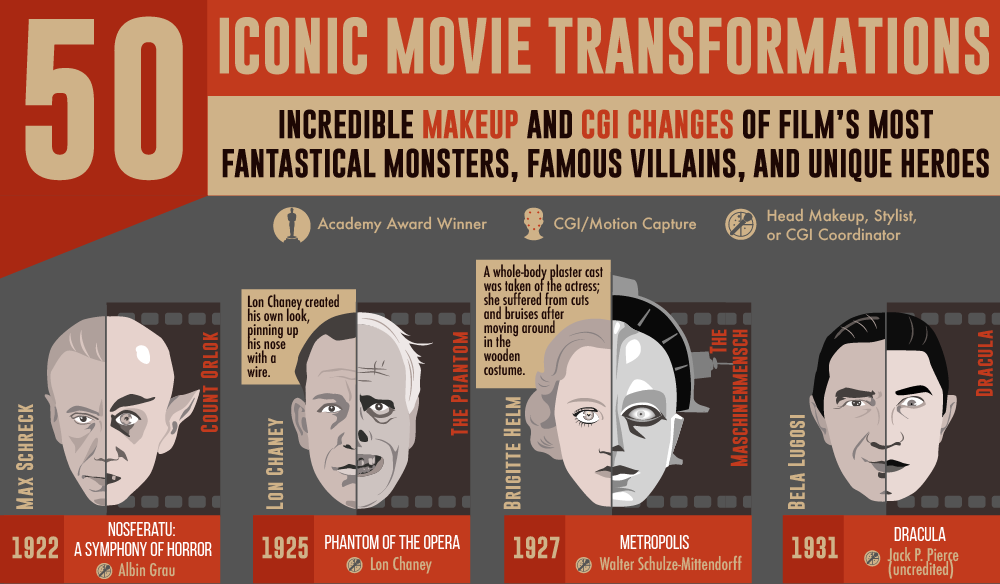 50
ICONIC MOVIE TRANSFORMATIONS
INCREDIBLE MAKEUP AND CGI CHANGES OF FILM'S MOST
FANTASTICAL MONSTERS, FAMOUS VILLAINS, AND UNIQUE HEROES
Academy Award Winner
CGI/Motion Capture
Head Makeup, Stylist,
or CGI Coordinator
MAX SCHRECK
COUNT ORLOK
1922
NOSFERATU:
A SYMPHONY OF HORROR
Albin Grau
Lon Chaney created
his own look,
pinning up
his nose
with a
wire.
LON CHANEY
THE PHANTOM
1925
PHANTOM OF THE OPERA
Lon Chaney
A whole-body plaster cast
was taken of the actress;
she suffered from cuts
and bruises after
moving around
in the
wooden
costume.
BRIGITTE HELM
THE
MASCHINENMENSCH
1927
METROPOLIS
Walter Schulze-Mittendorff
BELA LUGOSI
DRACULA
1931
DRACULA
Jack P. Pierce
(uncredited)